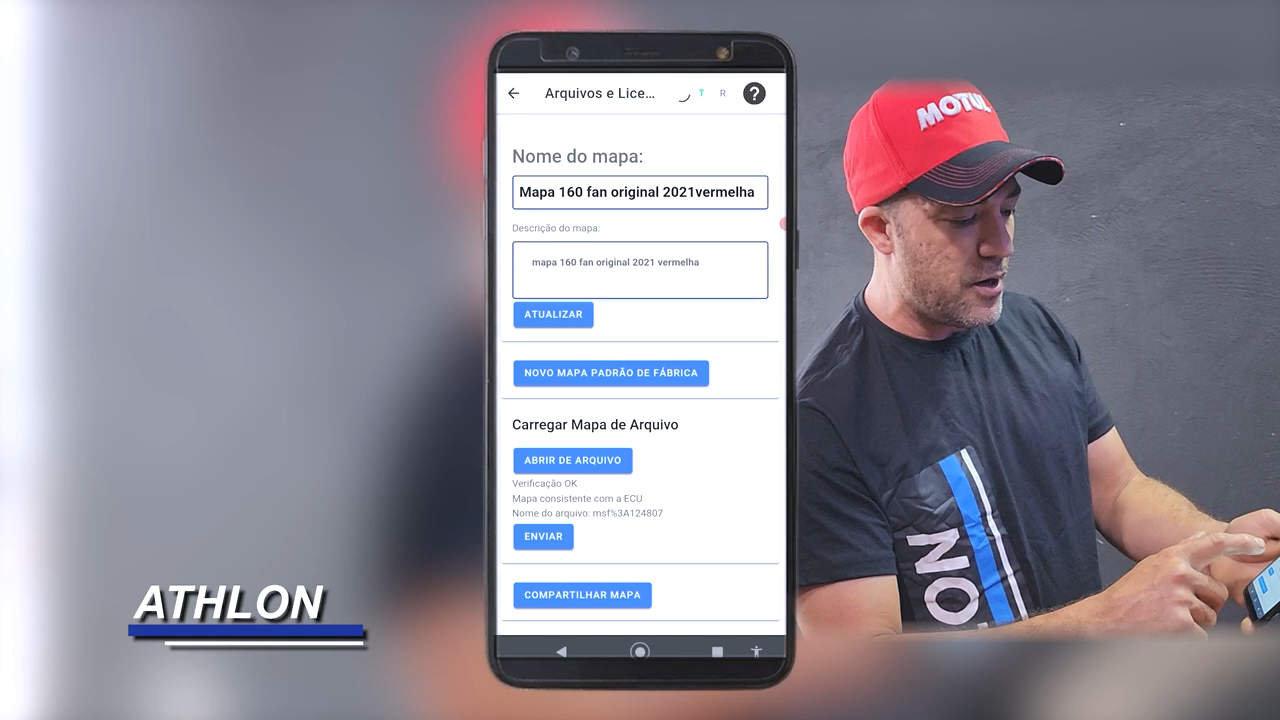 Arquivos e Lice...
T
R
?
Nome do mapa:
Mapa 160 fan original 2021vermelha
Descrição do mapa:
mapa 160 fan original 2021 vermelha
ATUALIZAR
NOVO MAPA PADRÃO DE FÁBRICA
Carregar Mapa de Arquivo
ABRIR DE ARQUIVO
Verificação OK
Mapa consistente com a ECU
Nome do arquivo: msf%3A124807
ENVIAR
COMPARTILHAR MAPA
MOTUL
NO
ATHLON